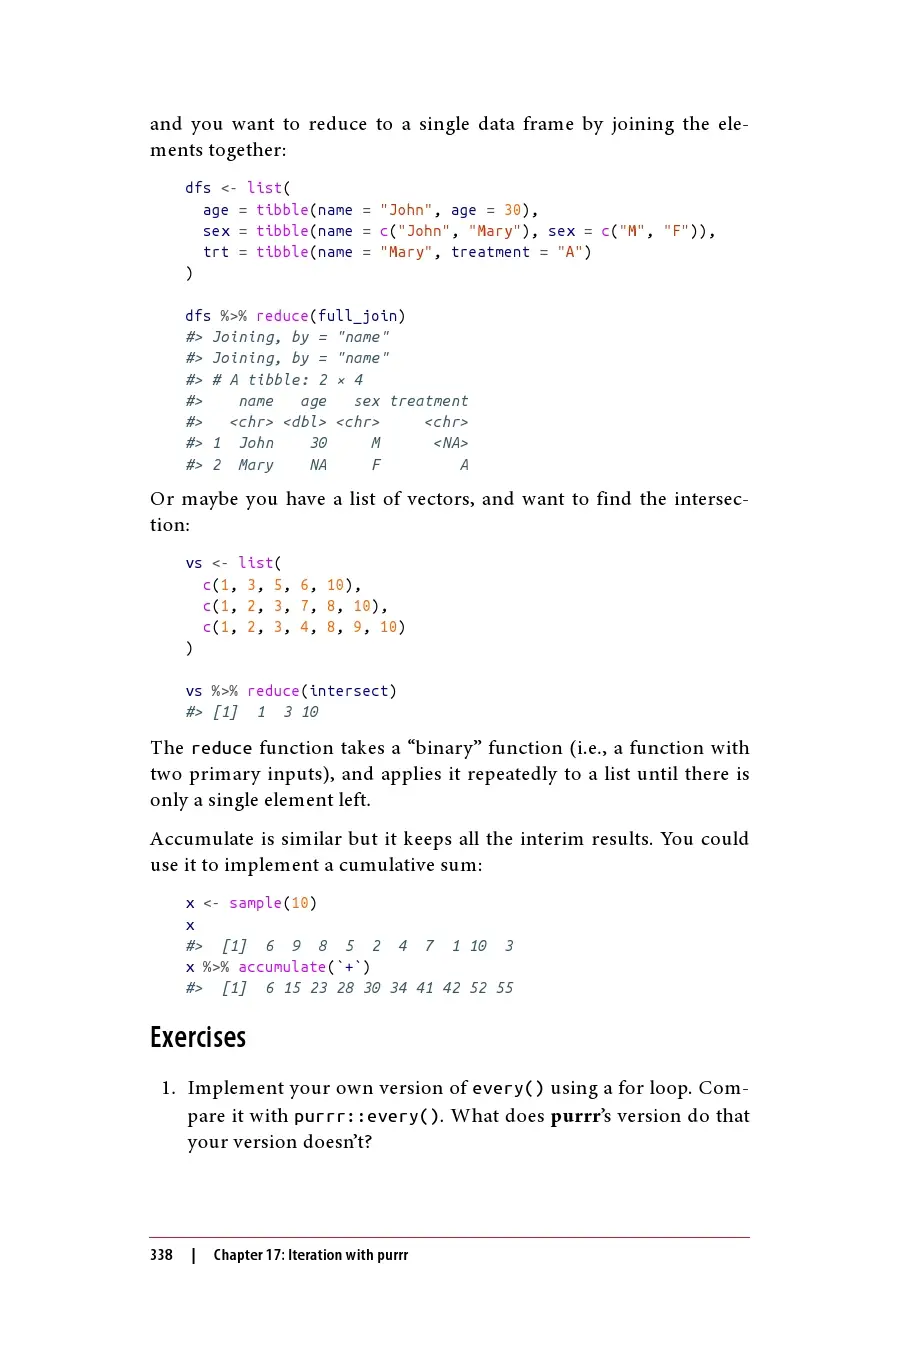 and you want to reduce to a single data frame by joining the ele-
ments together:
dfs <- list(
  age = tibble(name = "John", age = 30),
  sex = tibble(name = c("John", "Mary"), sex = c("M", "F")),
  trt = tibble(name = "Mary", treatment = "A")
)
dfs %>% reduce(full_join)
#> Joining, by = "name"
#> Joining, by = "name"
#> # A tibble: 2 × 4
#>    name   age   sex treatment
#>   <chr> <dbl> <chr>     <chr>
#> 1  John    30     M      <NA>
#> 2  Mary    NA     F         A
Or maybe you have a list of vectors, and want to find the intersec-
tion:
vs <- list(
  c(1, 3, 5, 6, 10),
  c(1, 2, 3, 7, 8, 10),
  c(1, 2, 3, 4, 8, 9, 10)
)
vs %>% reduce(intersect)
#> [1]  1  3 10
The reduce function takes a “binary” function (i.e., a function with
two primary inputs), and applies it repeatedly to a list until there is
only a single element left.
Accumulate is similar but it keeps all the interim results. You could
use it to implement a cumulative sum:
x <- sample(10)
x
#>  [1]  6  9  8  5  2  4  7  1 10  3
x %>% accumulate(`+`)
#>  [1]  6 15 23 28 30 34 41 42 52 55
Exercises
1. Implement your own version of every() using a for loop. Com-
pare it with purrr::every(). What does purrr’s version do that
your version doesn’t?
338 | Chapter 17: Iteration with purrr